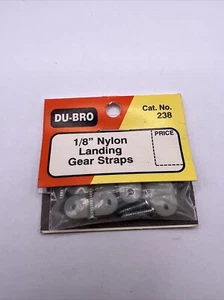 DU-BRO
Cat. No.
238
1/8" Nylon
Landing
Gear Straps
PRICE